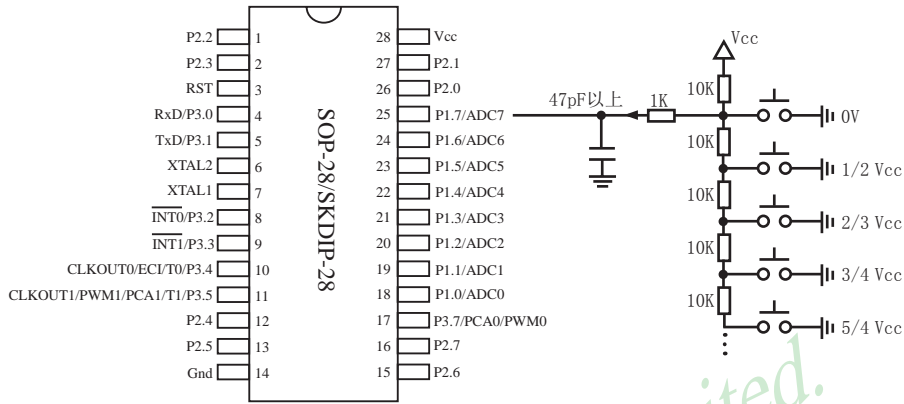 P2.2 1
P2.3 2
RST 3
RxD/P3.0 4
TxD/P3.1 5
XTAL2 6
XTAL1 7
INT0/P3.2 8
INT1/P3.3 9
CLKOUT0/ECI/T0/P3.4 10
CLKOUT1/PWM1/PCA1/T1/P3.5 11
P2.4 12
P2.5 13
Gnd 14
SOP-28/SKDIP-28
28 Vcc
27 P2.1
26 P2.0
25 P1.7/ADC7
24 P1.6/ADC6
23 P1.5/ADC5
22 P1.4/ADC4
21 P1.3/ADC3
20 P1.2/ADC2
19 P1.1/ADC1
18 P1.0/ADC0
17 P3.7/PCA0/PWM0
16 P2.7
15 P2.6
47pF以上
1K
Vcc
10K
0V
10K
1/2 Vcc
10K
2/3 Vcc
10K
3/4 Vcc
10K
5/4 Vcc